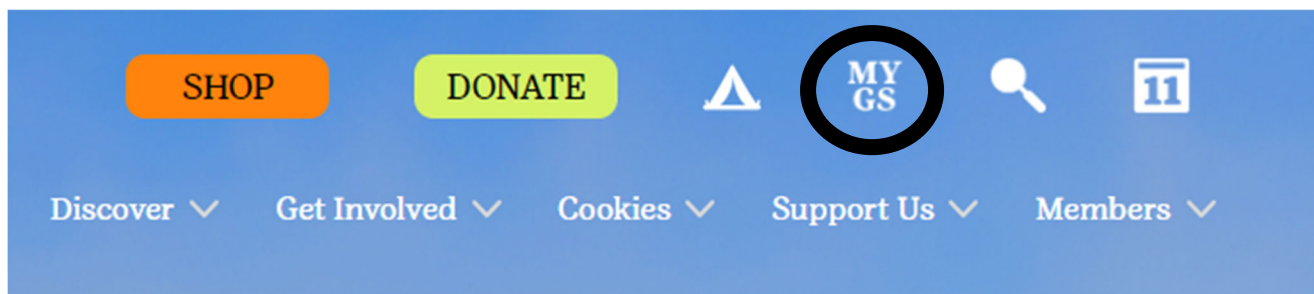 SHOP DONATE MY
GS 11
Discover Get Involved Cookies Support Us Members